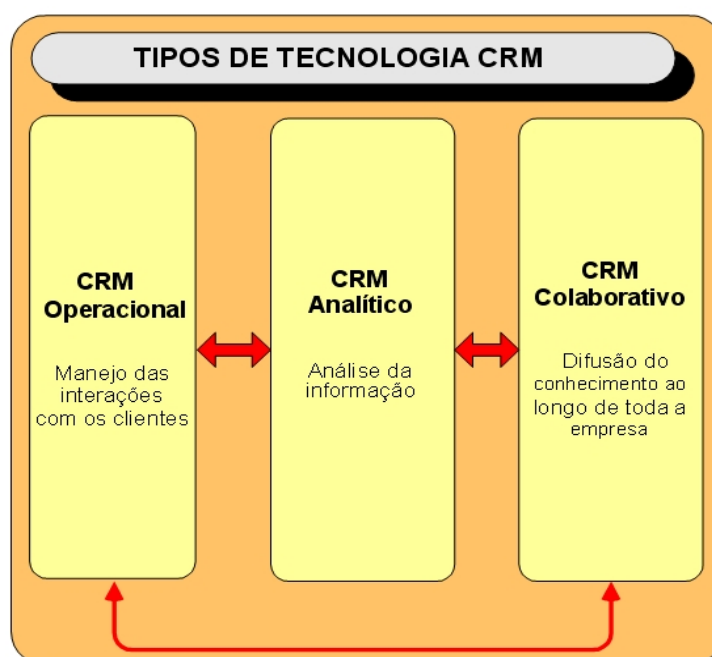 TIPOS DE TECNOLOGIA CRM
CRM
Operacional
Manejo das
interações
com os clientes
CRM
Analítico
Análise da
informação
CRM
Colaborativo
Difusão do
conhecimento ao
longo de toda a
empresa